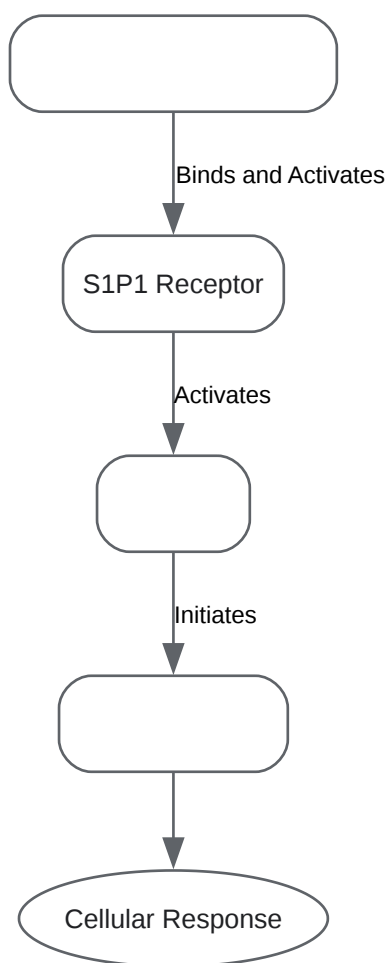 Binds and Activates
S1P1 Receptor
Activates
Initiates
Cellular Response